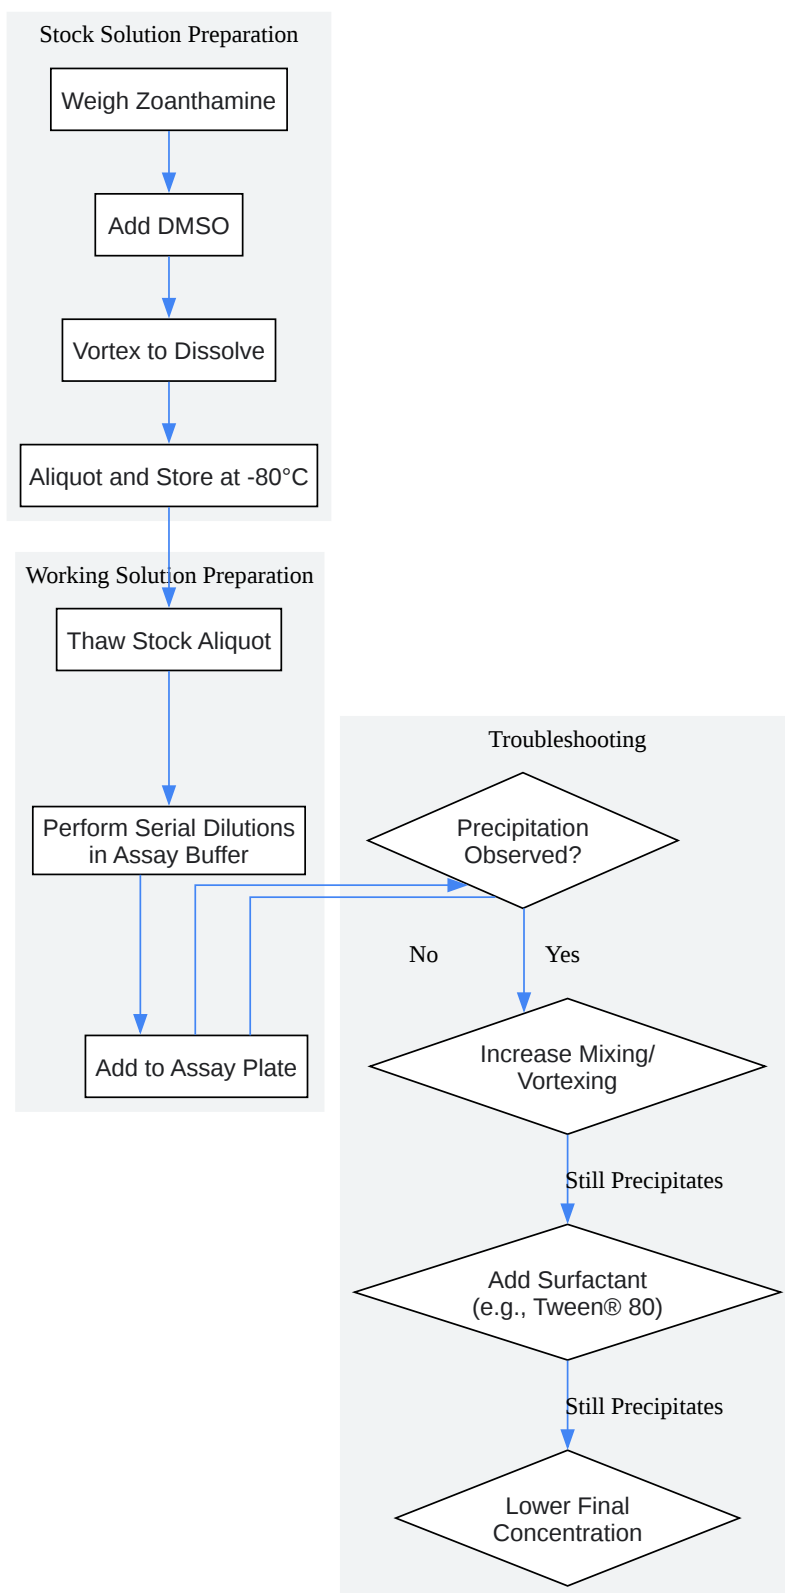 Stock Solution Preparation
Weigh Zoanthamine
Add DMSO
Vortex to Dissolve
Aliquot and Store at -80°C
Working Solution Preparation
Thaw Stock Aliquot
Perform Serial Dilutions
in Assay Buffer
Add to Assay Plate
Troubleshooting
Precipitation
Observed?
No
Yes
Increase Mixing/
Vortexing
Still Precipitates
Add Surfactant
(e.g., Tween® 80)
Still Precipitates
Lower Final
Concentration